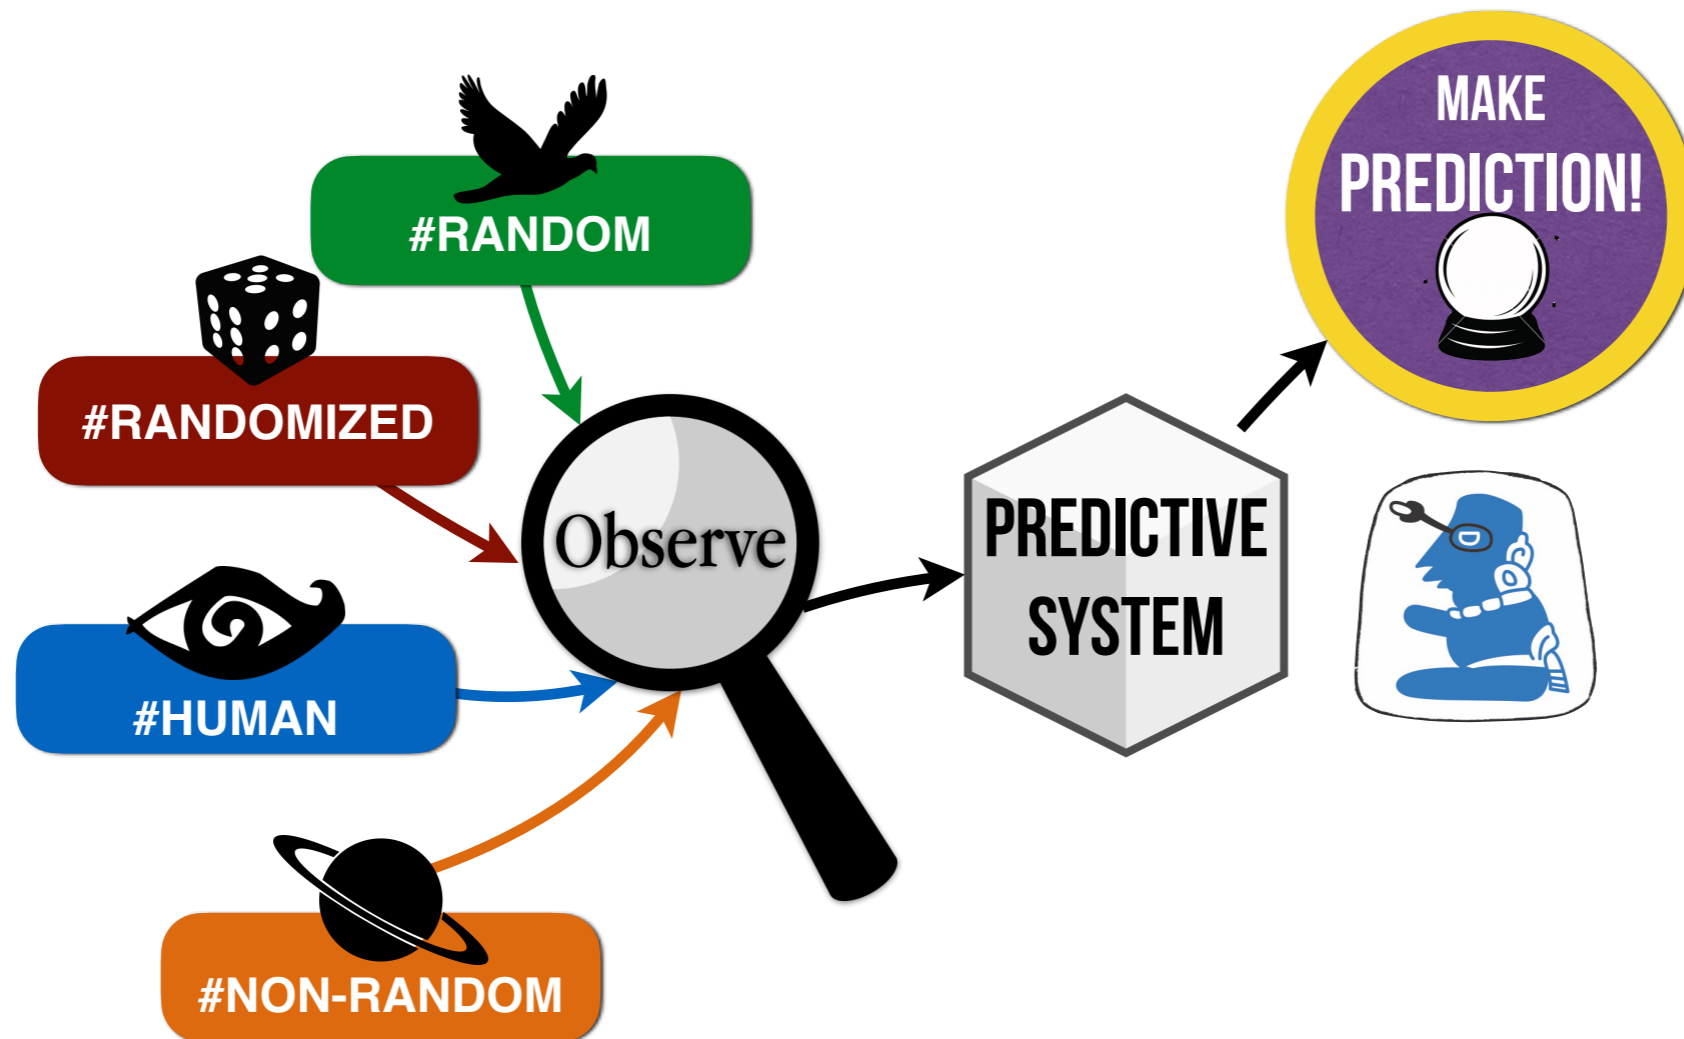 #RANDOM
#RANDOMIZED
#HUMAN
#NON-RANDOM
Observe
PREDICTIVE
SYSTEM
MAKE
PREDICTION!